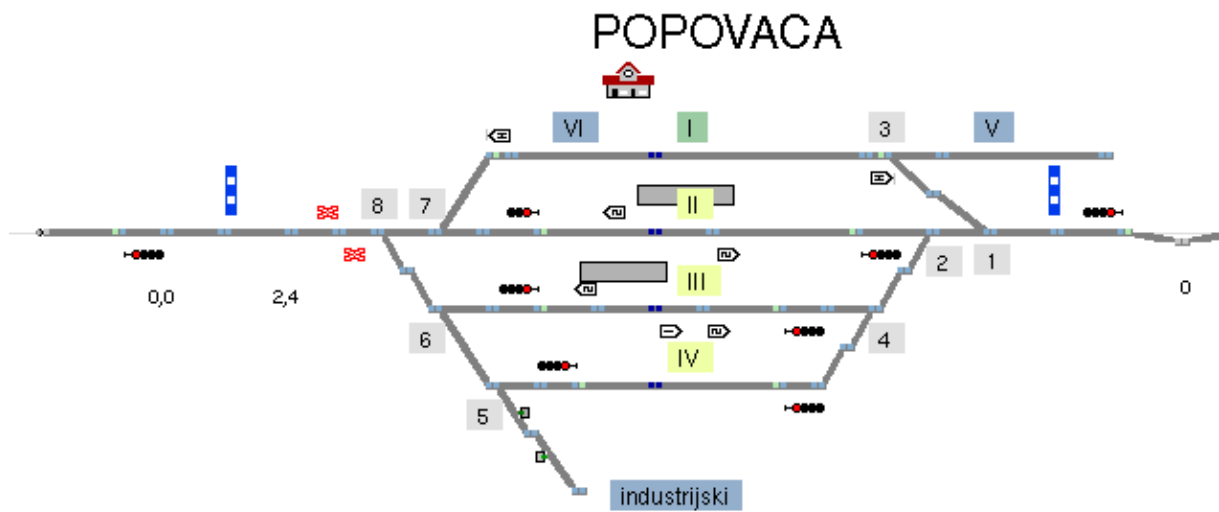 POPOVACA
VI I 3 V
8 7 II
2 1
0,0 2,4 III 0
6 4
IV
5
industrijski